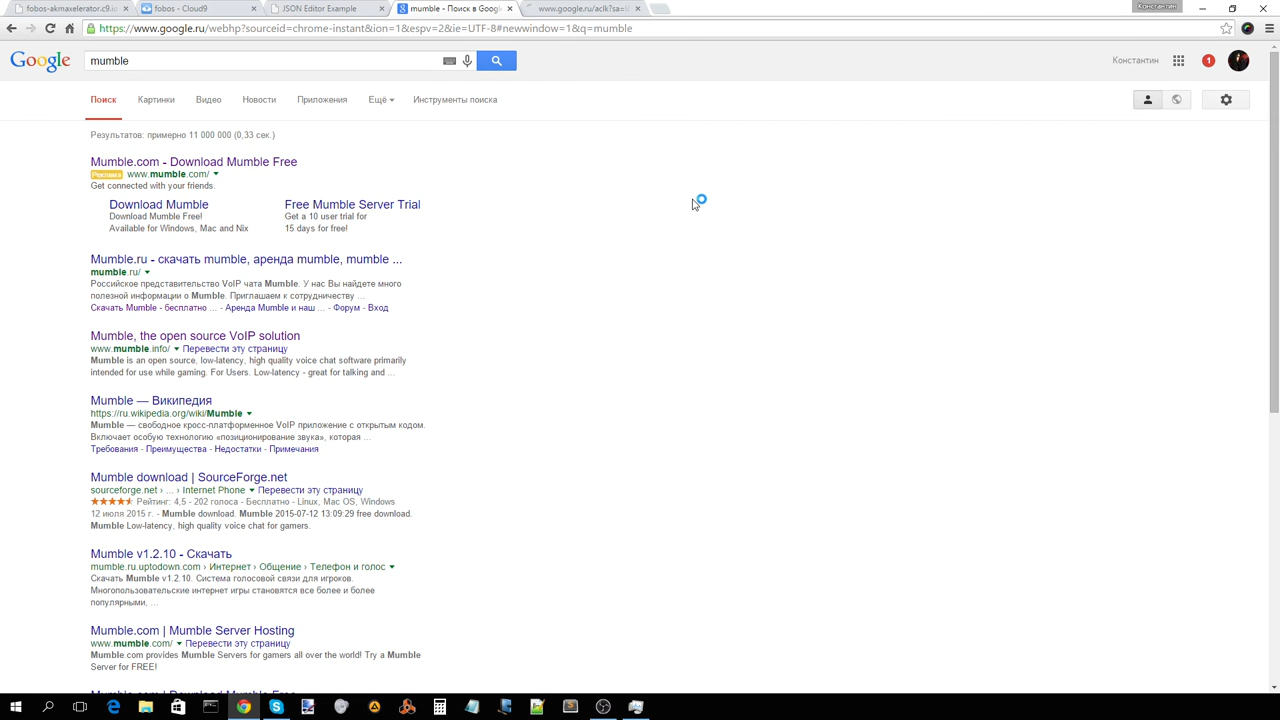 Константин
fobos-akmaxelerator.c9.io
fobos - Cloud9
JSON Editor Example
mumble - Поиск в Google
www.google.ru/aclk?sa=l
https://www.google.ru/webhp?sourceid=chrome-instant&ion=1&espv=2&ie=UTF-8#newwindow=1&q=mumble
Google
mumble
Константин
1
Поиск
Картинки
Видео
Новости
Приложения
Ещё
Инструменты поиска
Результатов: примерно 11 000 000 (0,33 сек.)
Mumble.com - Download Mumble Free
Реклама www.mumble.com/
Get connected with your friends.
Download Mumble
Download Mumble Free!
Available for Windows, Mac and Nix
Free Mumble Server Trial
Get a 10 user trial for
15 days for free!
Mumble.ru - скачать mumble, аренда mumble, mumble ...
mumble.ru/
Российское представительство VoIP чата Mumble. У нас Вы найдете много
полезной информации о Mumble. Приглашаем к сотрудничеству ...
Скачать Mumble - бесплатно ... - Аренда Mumble и наш ... - Форум - Вход
Mumble, the open source VoIP solution
www.mumble.info/ Перевести эту страницу
Mumble is an open source, low-latency, high quality voice chat software primarily
intended for use while gaming. For Users. Low-latency - great for talking and ...
Mumble — Википедия
https://ru.wikipedia.org/wiki/Mumble
Mumble — свободное кросс-платформенное VoIP приложение с открытым кодом.
Включает особую технологию «позиционирование звука», которая ...
Требования - Преимущества - Недостатки - Примечания
Mumble download | SourceForge.net
sourceforge.net › ... › Internet Phone Перевести эту страницу
Рейтинг: 4,5 - 202 голоса - Бесплатно - Linux, Mac OS, Windows
12 июля 2015 г. - Mumble download. Mumble 2015-07-12 13:09:29 free download.
Mumble Low-latency, high quality voice chat for gamers.
Mumble v1.2.10 - Скачать
mumble.ru.uptodown.com › Интернет › Общение › Телефон и голос
Скачать Mumble v1.2.10. Система голосовой связи для игроков.
Многопользовательские интернет игры становятся все более и более
популярными, ...
Mumble.com | Mumble Server Hosting
www.mumble.com/ Перевести эту страницу
Mumble.com provides Mumble Servers for gamers all over the world! Try a Mumble
Server for FREE!
Mumble.com | Download Mumble Free